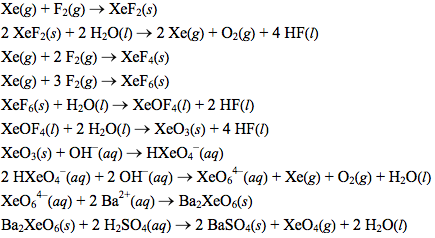 Xe(g) + F₂(g) → XeF₂(s)
2 XeF₂(s) + 2 H₂O(l) → 2 Xe(g) + O₂(g) + 4 HF(l)
Xe(g) + 2 F₂(g) → XeF₄(s)
Xe(g) + 3 F₂(g) → XeF₆(s)
XeF₆(s) + H₂O(l) → XeOF₄(l) + 2 HF(l)
XeOF₄(l) + 2 H₂O(l) → XeO₃(s) + 4 HF(l)
XeO₃(s) + OH⁻(aq) → HXeO₄⁻(aq)
2 HXeO₄⁻(aq) + 2 OH⁻(aq) → XeO₆⁴⁻(aq) + Xe(g) + O₂(g) + H₂O(l)
XeO₆⁴⁻(aq) + 2 Ba²⁺(aq) → Ba₂XeO₆(s)
Ba₂XeO₆(s) + 2 H₂SO₄(aq) → 2 BaSO₄(s) + XeO₄(g) + 2 H₂O(l)